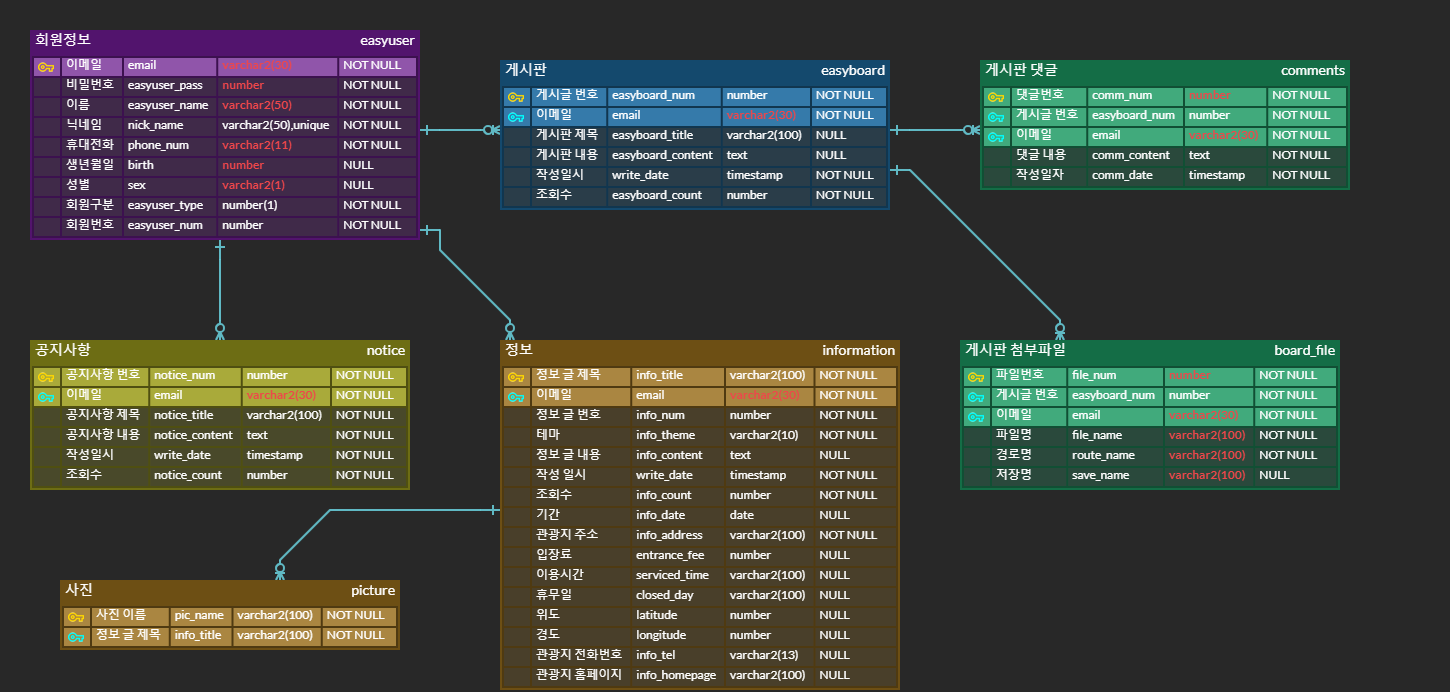 회원정보 easyuser
이메일 email varchar2(30) NOT NULL
비밀번호 easyuser_pass number NOT NULL
이름 easyuser_name varchar2(50) NOT NULL
닉네임 nick_name varchar2(50),unique NOT NULL
휴대전화 phone_num varchar2(11) NOT NULL
생년월일 birth number NULL
성별 sex varchar2(1) NULL
회원구분 easyuser_type number(1) NOT NULL
회원번호 easyuser_num number NOT NULL
게시판 easyboard
게시글 번호 easyboard_num number NOT NULL
이메일 email varchar2(30) NOT NULL
게시판 제목 easyboard_title varchar2(100) NULL
게시판 내용 easyboard_content text NULL
작성일시 write_date timestamp NOT NULL
조회수 easyboard_count number NOT NULL
게시판 댓글 comments
댓글번호 comm_num number NOT NULL
게시글 번호 easyboard_num number NOT NULL
이메일 email varchar2(30) NOT NULL
댓글 내용 comm_content text NOT NULL
작성일자 comm_date timestamp NOT NULL
공지사항 notice
공지사항 번호 notice_num number NOT NULL
이메일 email varchar2(30) NOT NULL
공지사항 제목 notice_title varchar2(100) NOT NULL
공지사항 내용 notice_content text NOT NULL
작성일시 write_date timestamp NOT NULL
조회수 notice_count number NOT NULL
정보 information
정보 글 제목 info_title varchar2(100) NOT NULL
이메일 email varchar2(30) NOT NULL
정보 글 번호 info_num number NOT NULL
테마 info_theme varchar2(10) NOT NULL
정보 글 내용 info_content text NULL
작성 일시 write_date timestamp NOT NULL
조회수 info_count number NOT NULL
기간 info_date date NULL
관광지 주소 info_address varchar2(100) NOT NULL
입장료 entrance_fee number NULL
이용시간 serviced_time varchar2(100) NULL
휴무일 closed_day varchar2(100) NULL
위도 latitude number NULL
경도 longitude number NULL
관광지 전화번호 info_tel varchar2(13) NULL
관광지 홈페이지 info_homepage varchar2(100) NULL
게시판 첨부파일 board_file
파일번호 file_num number NOT NULL
게시글 번호 easyboard_num number NOT NULL
이메일 email varchar2(30) NOT NULL
파일명 file_name varchar2(100) NOT NULL
경로명 route_name varchar2(100) NOT NULL
저장명 save_name varchar2(100) NULL
사진 picture
사진 이름 pic_name varchar2(100) NOT NULL
정보 글 제목 info_title varchar2(100) NOT NULL